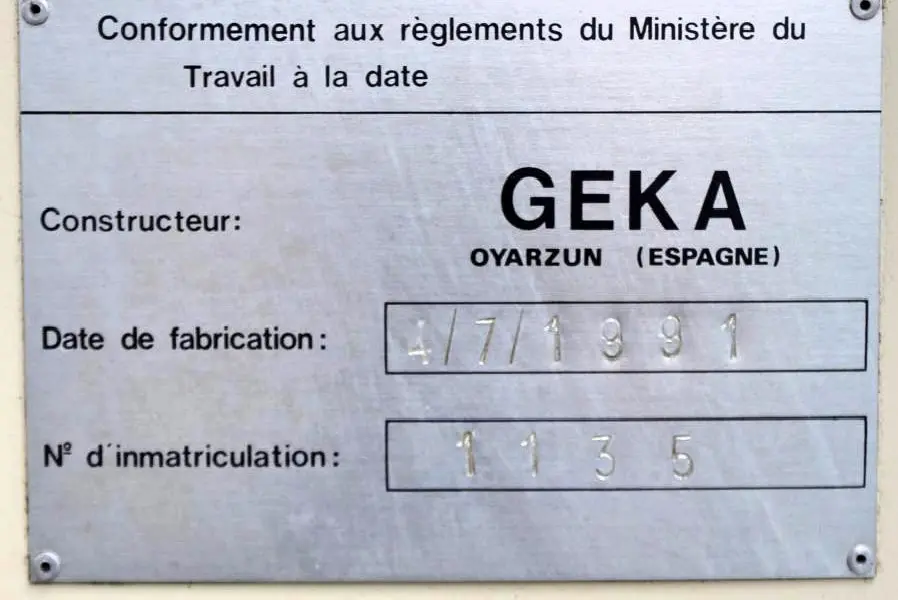 Conformement aux règlements du Ministère du
Travail à la date
Constructeur: GEKA
OYARZUN (ESPAGNE)
Date de fabrication: 4/7/1991
Nº d´inmatriculation: 1135